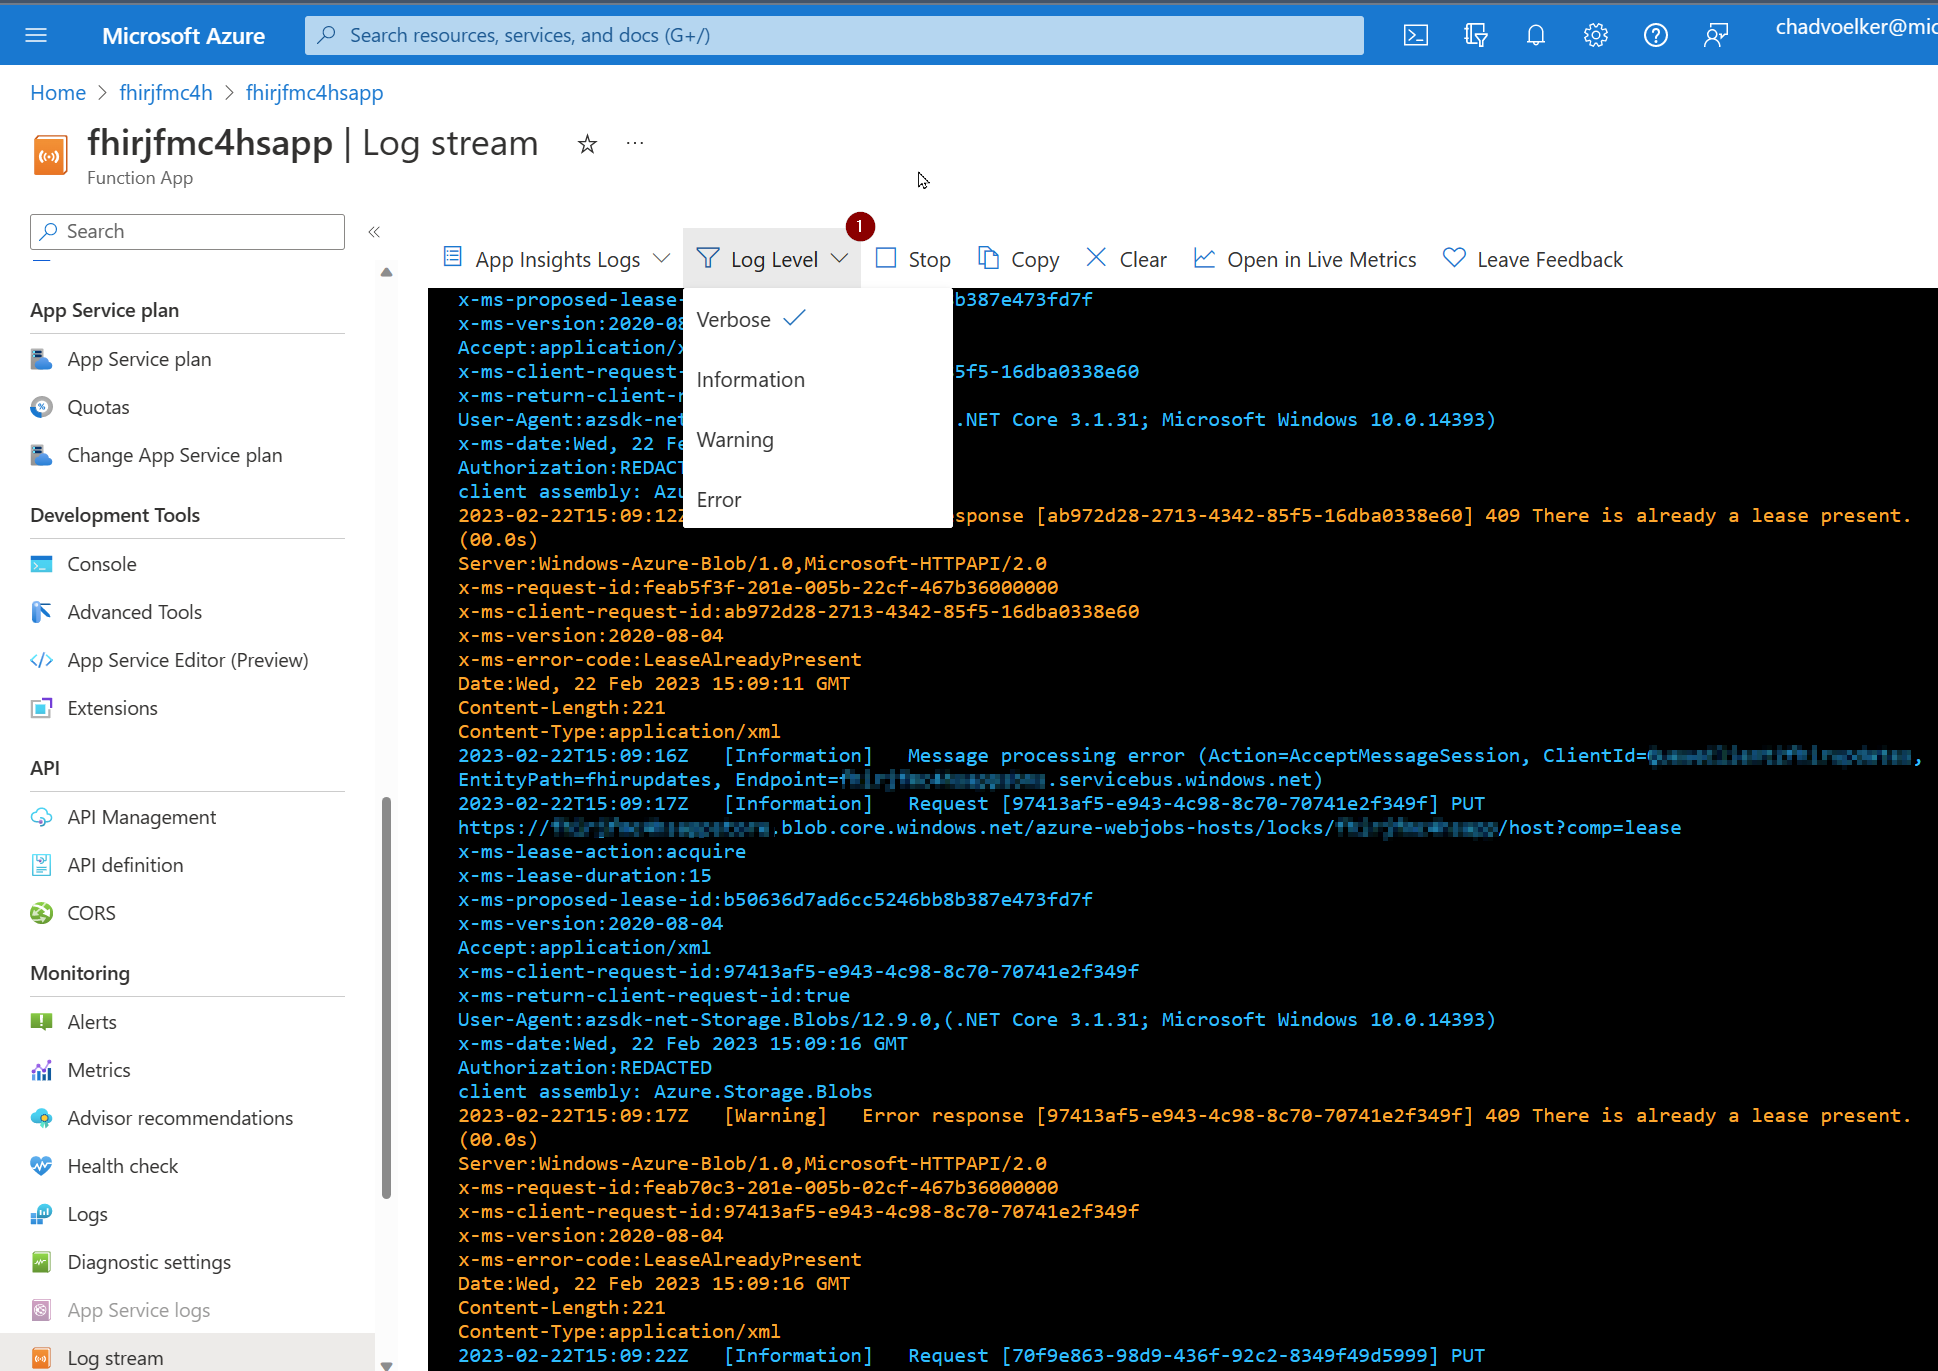 Microsoft Azure
Search resources, services, and docs (G+/)
chadvoelker@mic
Home > fhirjfmc4h > fhirjfmc4hsapp
fhirjfmc4hsapp | Log stream
Function App
Search
App Service plan
App Service plan
Quotas
Change App Service plan
Development Tools
Console
Advanced Tools
App Service Editor (Preview)
Extensions
API
API Management
API definition
CORS
Monitoring
Alerts
Metrics
Advisor recommendations
Health check
Logs
Diagnostic settings
App Service logs
Log stream
1
App Insights Logs Log Level Stop Copy Clear Open in Live Metrics Leave Feedback
Verbose
Information
Warning
Error
x-ms-proposed-lease- b387e473fd7f
x-ms-version:2020-08
Accept:application/x
x-ms-client-request- 5f5-16dba0338e60
x-ms-return-client-r
User-Agent:azsdk-net .NET Core 3.1.31; Microsoft Windows 10.0.14393)
x-ms-date:Wed, 22 Fe
Authorization:REDACT
client assembly: Azu
2023-02-22T15:09:12Z sponse [ab972d28-2713-4342-85f5-16dba0338e60] 409 There is already a lease present.
(00.0s)
Server:Windows-Azure-Blob/1.0,Microsoft-HTTPAPI/2.0
x-ms-request-id:feab5f3f-201e-005b-22cf-467b36000000
x-ms-client-request-id:ab972d28-2713-4342-85f5-16dba0338e60
x-ms-version:2020-08-04
x-ms-error-code:LeaseAlreadyPresent
Date:Wed, 22 Feb 2023 15:09:11 GMT
Content-Length:221
Content-Type:application/xml
2023-02-22T15:09:16Z [Information] Message processing error (Action=AcceptMessageSession, ClientId= ,
EntityPath=fhirupdates, Endpoint= .servicebus.windows.net)
2023-02-22T15:09:17Z [Information] Request [97413af5-e943-4c98-8c70-70741e2f349f] PUT
https:// .blob.core.windows.net/azure-webjobs-hosts/locks/ /host?comp=lease
x-ms-lease-action:acquire
x-ms-lease-duration:15
x-ms-proposed-lease-id:b50636d7ad6cc5246bb8b387e473fd7f
x-ms-version:2020-08-04
Accept:application/xml
x-ms-client-request-id:97413af5-e943-4c98-8c70-70741e2f349f
x-ms-return-client-request-id:true
User-Agent:azsdk-net-Storage.Blobs/12.9.0,(.NET Core 3.1.31; Microsoft Windows 10.0.14393)
x-ms-date:Wed, 22 Feb 2023 15:09:16 GMT
Authorization:REDACTED
client assembly: Azure.Storage.Blobs
2023-02-22T15:09:17Z [Warning] Error response [97413af5-e943-4c98-8c70-70741e2f349f] 409 There is already a lease present.
(00.0s)
Server:Windows-Azure-Blob/1.0,Microsoft-HTTPAPI/2.0
x-ms-request-id:feab70c3-201e-005b-02cf-467b36000000
x-ms-client-request-id:97413af5-e943-4c98-8c70-70741e2f349f
x-ms-version:2020-08-04
x-ms-error-code:LeaseAlreadyPresent
Date:Wed, 22 Feb 2023 15:09:16 GMT
Content-Length:221
Content-Type:application/xml
2023-02-22T15:09:22Z [Information] Request [70f9e863-98d9-436f-92c2-8349f49d5999] PUT